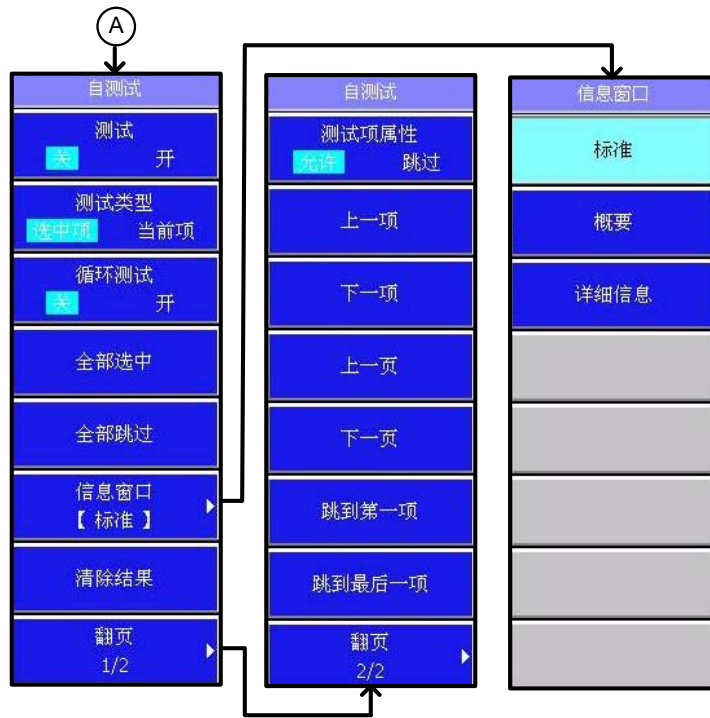 A
自测试
测试
关 开
测试类型
选中项 当前项
循环测试
关 开
全部选中
全部跳过
信息窗口
【 标准 】
清除结果
翻页
1/2
自测试
测试项属性
允许 跳过
上一项
下一项
上一页
下一页
跳到第一项
跳到最后一项
翻页
2/2
信息窗口
标准
概要
详细信息